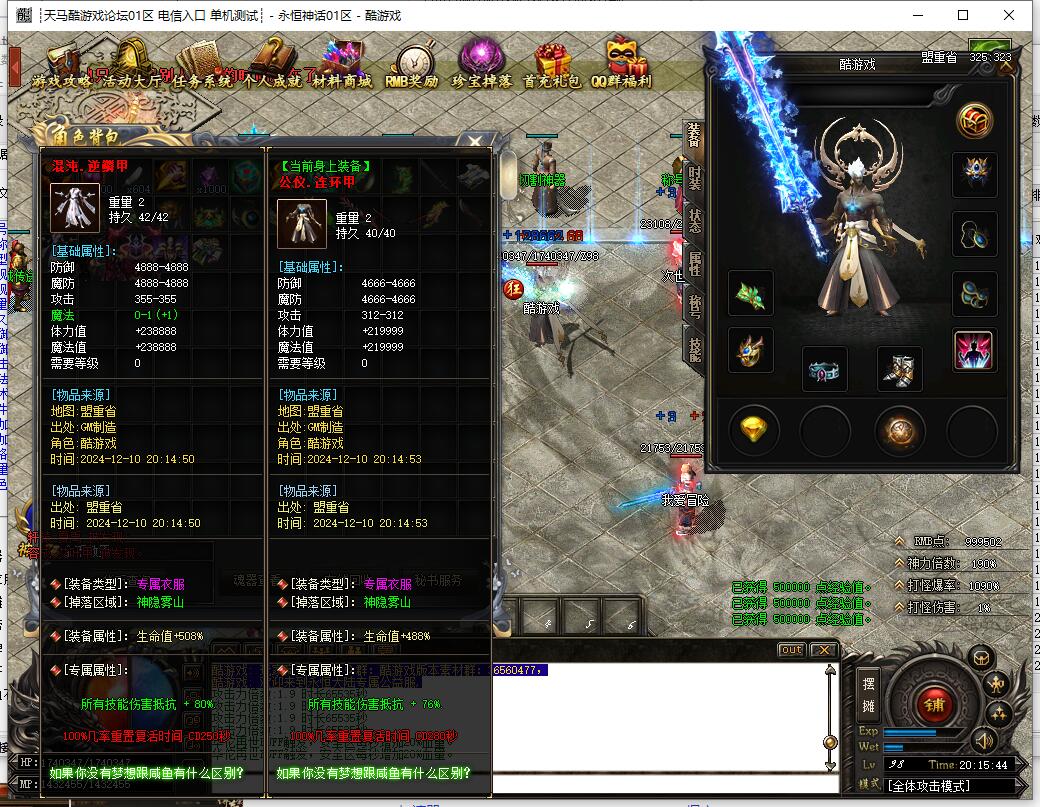 天马酷游戏论坛01区 电信入口 单机测试 - 永恒神话01区 - 酷游戏
游戏攻略 活动大厅 任务系统 个人成就 材料商城 RMB奖励 珍宝掉落 首充礼包 QQ群福利
酷游戏
盟重省 325:323
角色背包
混沌.逆鳞甲
重量 2
持久 42/42
[基础属性]:
防御 4888-4888
魔防 4888-4888
攻击 355-355
魔法 0-1 (+1)
体力值 +238888
魔法值 +238888
需要等级 0
[物品来源]
地图:盟重省
出处:GM制造
角色:酷游戏
时间:2024-12-10 20:14:50
[物品来源]
出处: 盟重省
时间: 2024-12-10 20:14:50
[装备类型]: 专属衣服
[掉落区域]: 神隐雾山
[装备属性]: 生命值+508%
[专属属性]:
所有技能伤害抵抗 + 80%
100%几率重置复活时间 CD250秒
如果你没有梦想跟咸鱼有什么区别?
【当前身上装备】
公仪.连环甲
重量 2
持久 40/40
[基础属性]:
防御 4666-4666
魔防 4666-4666
攻击 312-312
体力值 +219999
魔法值 +219999
需要等级 0
[物品来源]
地图:盟重省
出处:GM制造
角色:酷游戏
时间:2024-12-10 20:14:53
[物品来源]
出处: 盟重省
时间: 2024-12-10 20:14:53
[装备类型]: 专属衣服
[掉落区域]: 神隐雾山
[装备属性]: 生命值+488%
[专属属性]:
所有技能伤害抵抗 + 76%
100%几率重置复活时间 CD280秒
如果你没有梦想跟咸鱼有什么区别?
装备
时装
状态
属性
称号
技能
切割神器
狂
酷游戏
21753/21753
我爱冒险
RMB点: 999502
神力倍数: 190%
打怪爆率: 1090%
打怪伤害: 1%
已获得 500000 点经验值。
已获得 500000 点经验值。
已获得 500000 点经验值。
4 5 6
out X
6560477,
摆摊
铺
Exp
Wet
Lv 98 Time 20:15:44
模式 [全体攻击模式]
HP:
MP: